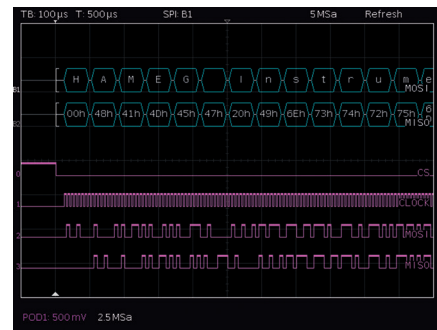 TB: 100µs T: 500µs SPI: B1 5MSa Refresh
B1 H A M E G I n s t r u m e
MOSI
00h 48h 41h 4Dh 45h 47h 20h 49h 6Eh 73h 74h 72h 75h 6
MISO
0 CS
1 CLOCK
2 MOSI
3 MISO
POD1: 500mV 2.5MSa